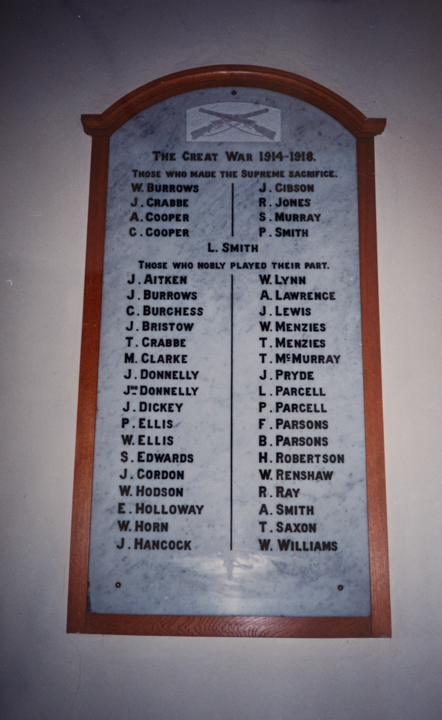 THE GREAT WAR 1914-1918.
THOSE WHO MADE THE SUPREME SACRIFICE.
W. BURROWS J. GIBSON
J. CRABBE R. JONES
A. COOPER S. MURRAY
C. COOPER P. SMITH
L. SMITH
THOSE WHO NOBLY PLAYED THEIR PART.
J. AITKEN W. LYNN
J. BURROWS A. LAWRENCE
C. BURGHESS J. LEWIS
J. BRISTOW W. MENZIES
T. CRABBE T. MENZIES
M. CLARKE T. McMURRAY
J. DONNELLY J. PRYDE
Jno DONNELLY L. PARCELL
J. DICKEY P. PARCELL
P. ELLIS F. PARSONS
W. ELLIS B. PARSONS
S. EDWARDS H. ROBERTSON
J. GORDON W. RENSHAW
W. HODSON R. RAY
E. HOLLOWAY A. SMITH
W. HORN T. SAXON
J. HANCOCK W. WILLIAMS